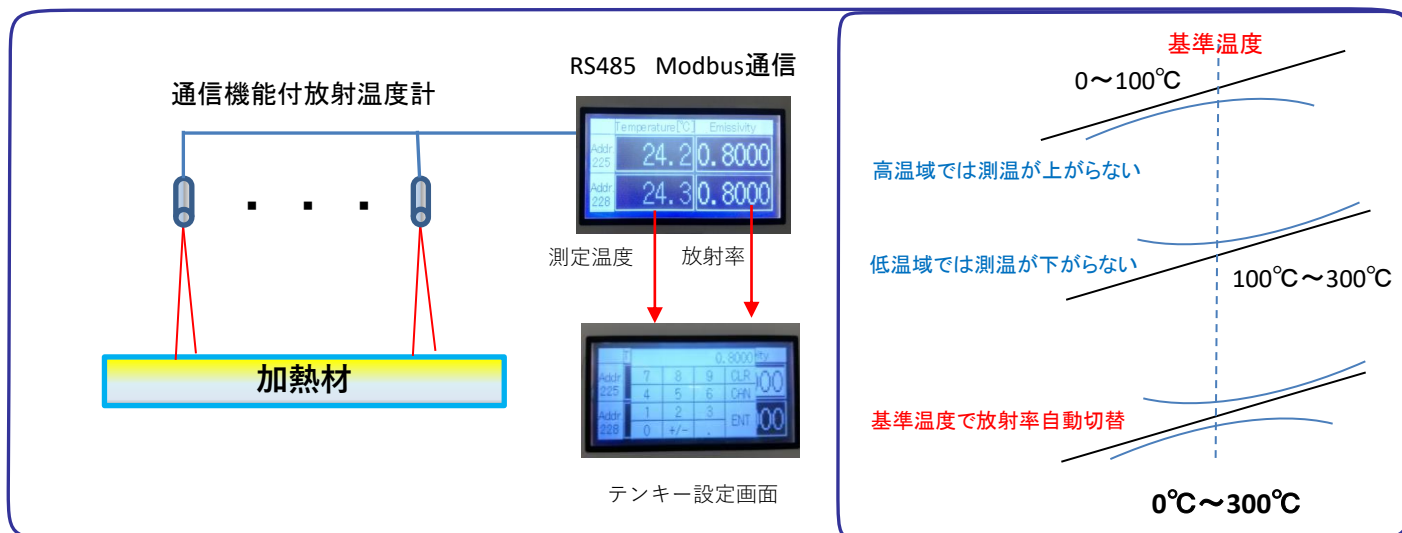 通信機能付放射温度計
RS485 Modbus通信
Temperature[℃] Emissivity
Addr. 225 24.2 0.8000
Addr. 228 24.3 0.8000
測定温度 放射率
加熱材
0.8000
Addr 225 7 8 9 CLR 00
4 5 6 CHN
Addr 228 1 2 3 ENT 00
0 +/- .
テンキー設定画面
基準温度
0～100℃
高温域では測温が上がらない
低温域では測温が下がらない
100℃～300℃
基準温度で放射率自動切替
0℃～300℃